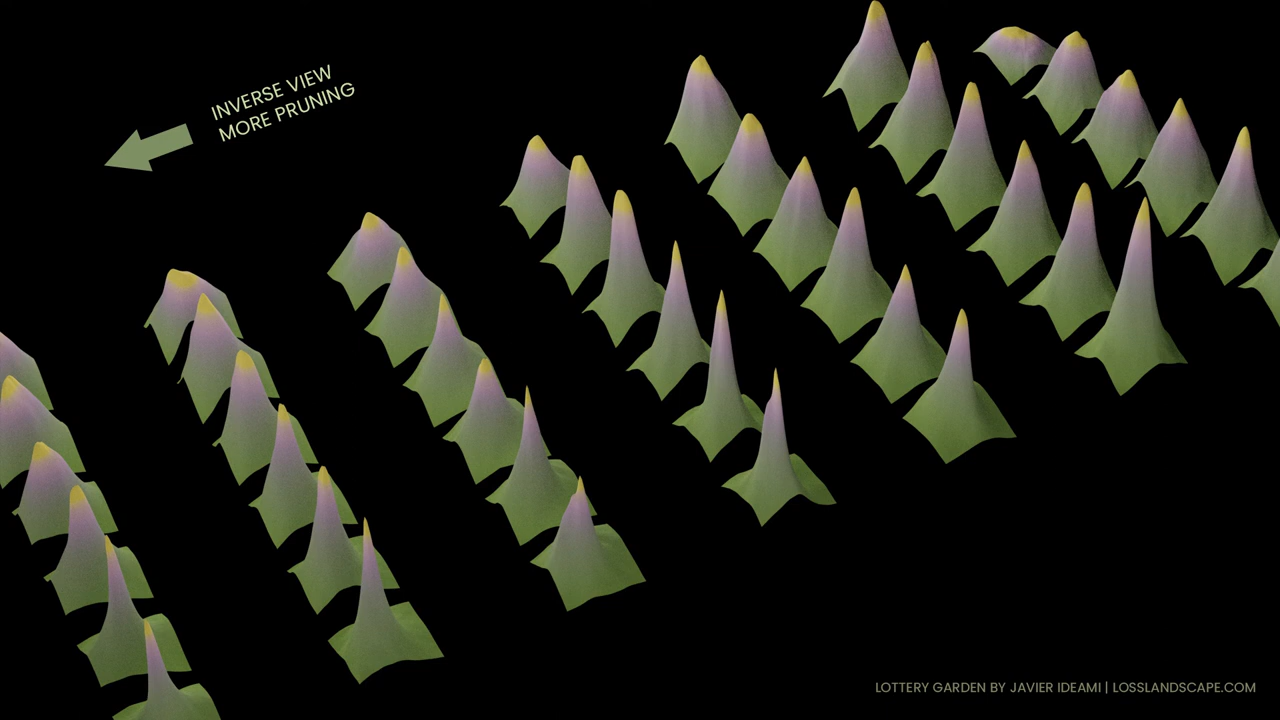 INVERSE VIEW
MORE PRUNING
LOTTERY GARDEN BY JAVIER IDEAMI | LOSSLANDSCAPE.COM